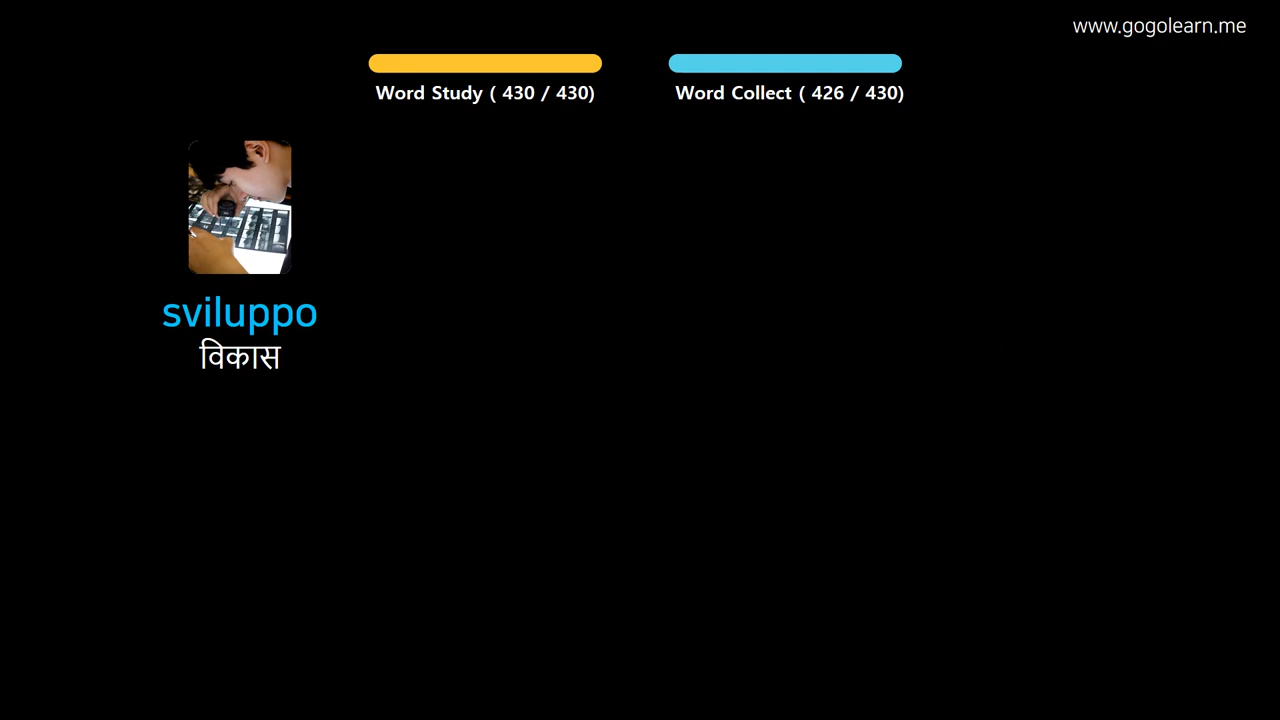 www.gogolearn.me
Word Study ( 430 / 430)
Word Collect ( 426 / 430)
sviluppo
विकास